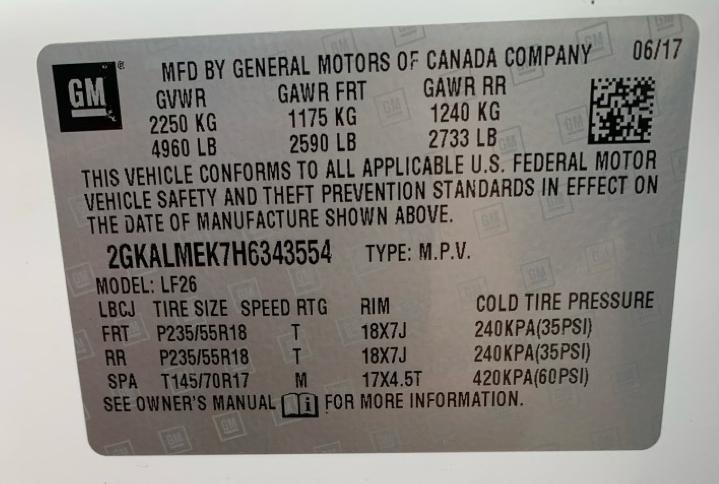 GM ® MFD BY GENERAL MOTORS OF CANADA COMPANY 06/17
GVWR GAWR FRT GAWR RR
2250 KG 1175 KG 1240 KG
4960 LB 2590 LB 2733 LB
THIS VEHICLE CONFORMS TO ALL APPLICABLE U.S. FEDERAL MOTOR
VEHICLE SAFETY AND THEFT PREVENTION STANDARDS IN EFFECT ON
THE DATE OF MANUFACTURE SHOWN ABOVE.
2GKALMEK7H6343554 TYPE: M.P.V.
MODEL: LF26
LBCJ TIRE SIZE SPEED RTG RIM COLD TIRE PRESSURE
FRT P235/55R18 T 18X7J 240KPA(35PSI)
RR P235/55R18 T 18X7J 240KPA(35PSI)
SPA T145/70R17 M 17X4.5T 420KPA(60PSI)
SEE OWNER'S MANUAL i FOR MORE INFORMATION.